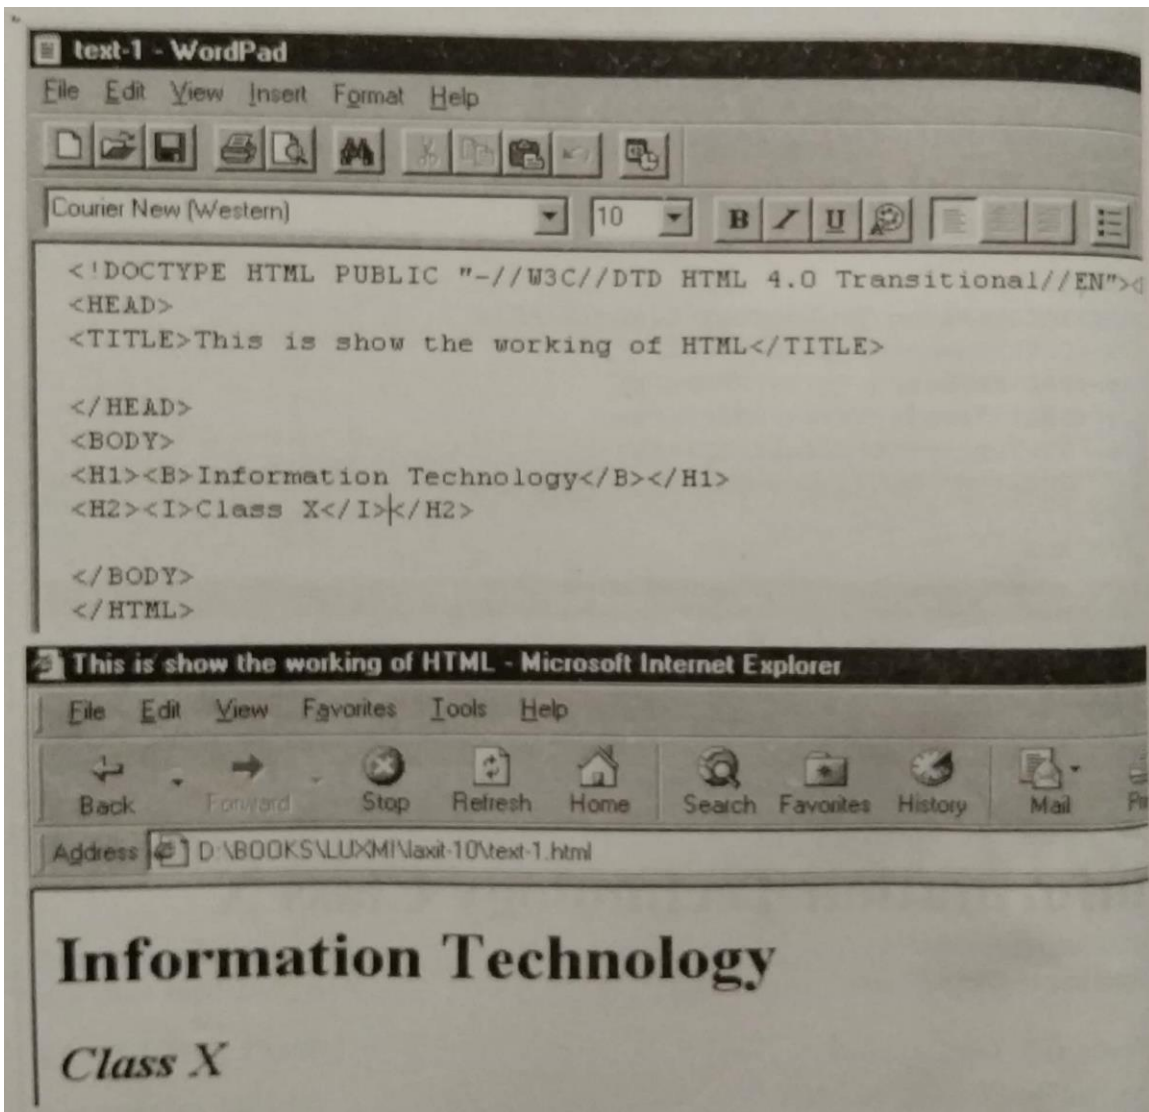 text-1 - WordPad
File Edit View Insert Format Help
Courier New (Western) 10 B I U
<!DOCTYPE HTML PUBLIC "-//W3C//DTD HTML 4.0 Transitional//EN"><
<HEAD>
<TITLE>This is show the working of HTML</TITLE>
</HEAD>
<BODY>
<H1><B>Information Technology</B></H1>
<H2><I>Class X</I></H2>
</BODY>
</HTML>
This is show the working of HTML - Microsoft Internet Explorer
File Edit View Favorites Tools Help
Back Forward Stop Refresh Home Search Favorites History Mail
Address D:\BOOKS\LUXMI\laxit-10\text-1.html
Information Technology
Class X